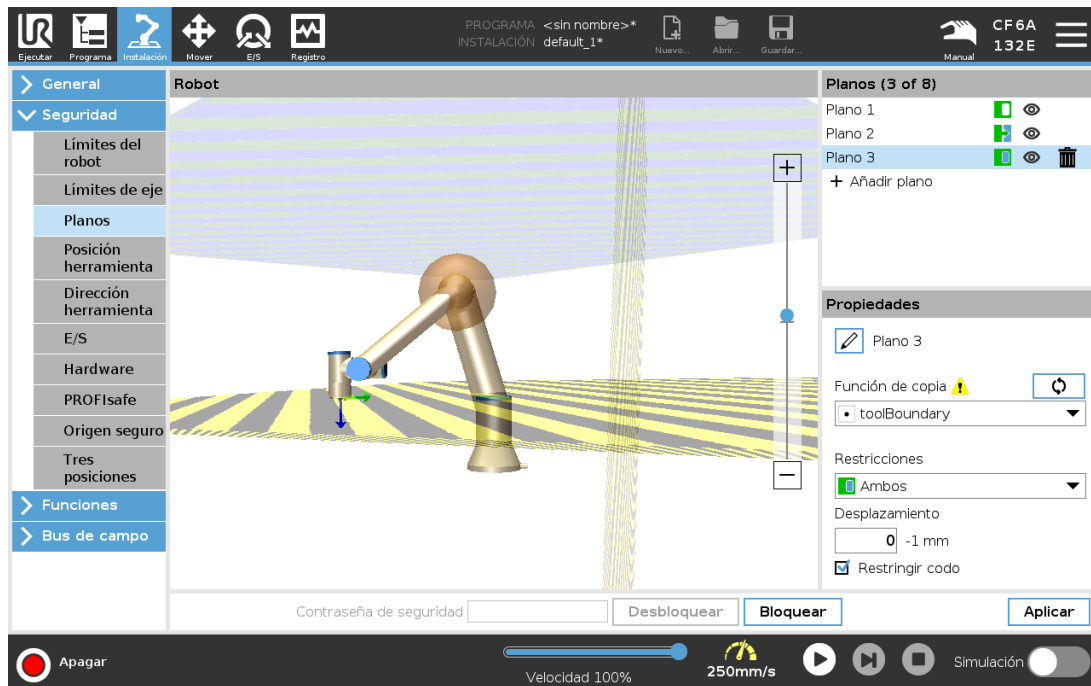 PROGRAMA <sin nombre>*
INSTALACIÓN default_1*
UR
Ejecutar
Programa
Instalación
Mover
E/S
Registro
Nuevo...
Abrir...
Guardar...
Manual
CF6A
132E
General
Seguridad
Límites del
robot
Límites de eje
Planos
Posición
herramienta
Dirección
herramienta
E/S
Hardware
PROFIsafe
Origen seguro
Tres
posiciones
Funciones
Bus de campo
Robot
+
−
Planos (3 of 8)
Plano 1
Plano 2
Plano 3
+ Añadir plano
Propiedades
Plano 3
Función de copia
toolBoundary
Restricciones
Ambos
Desplazamiento
0 -1 mm
Restringir codo
Contraseña de seguridad
Desbloquear
Bloquear
Aplicar
Apagar
Velocidad 100%
250mm/s
Simulación